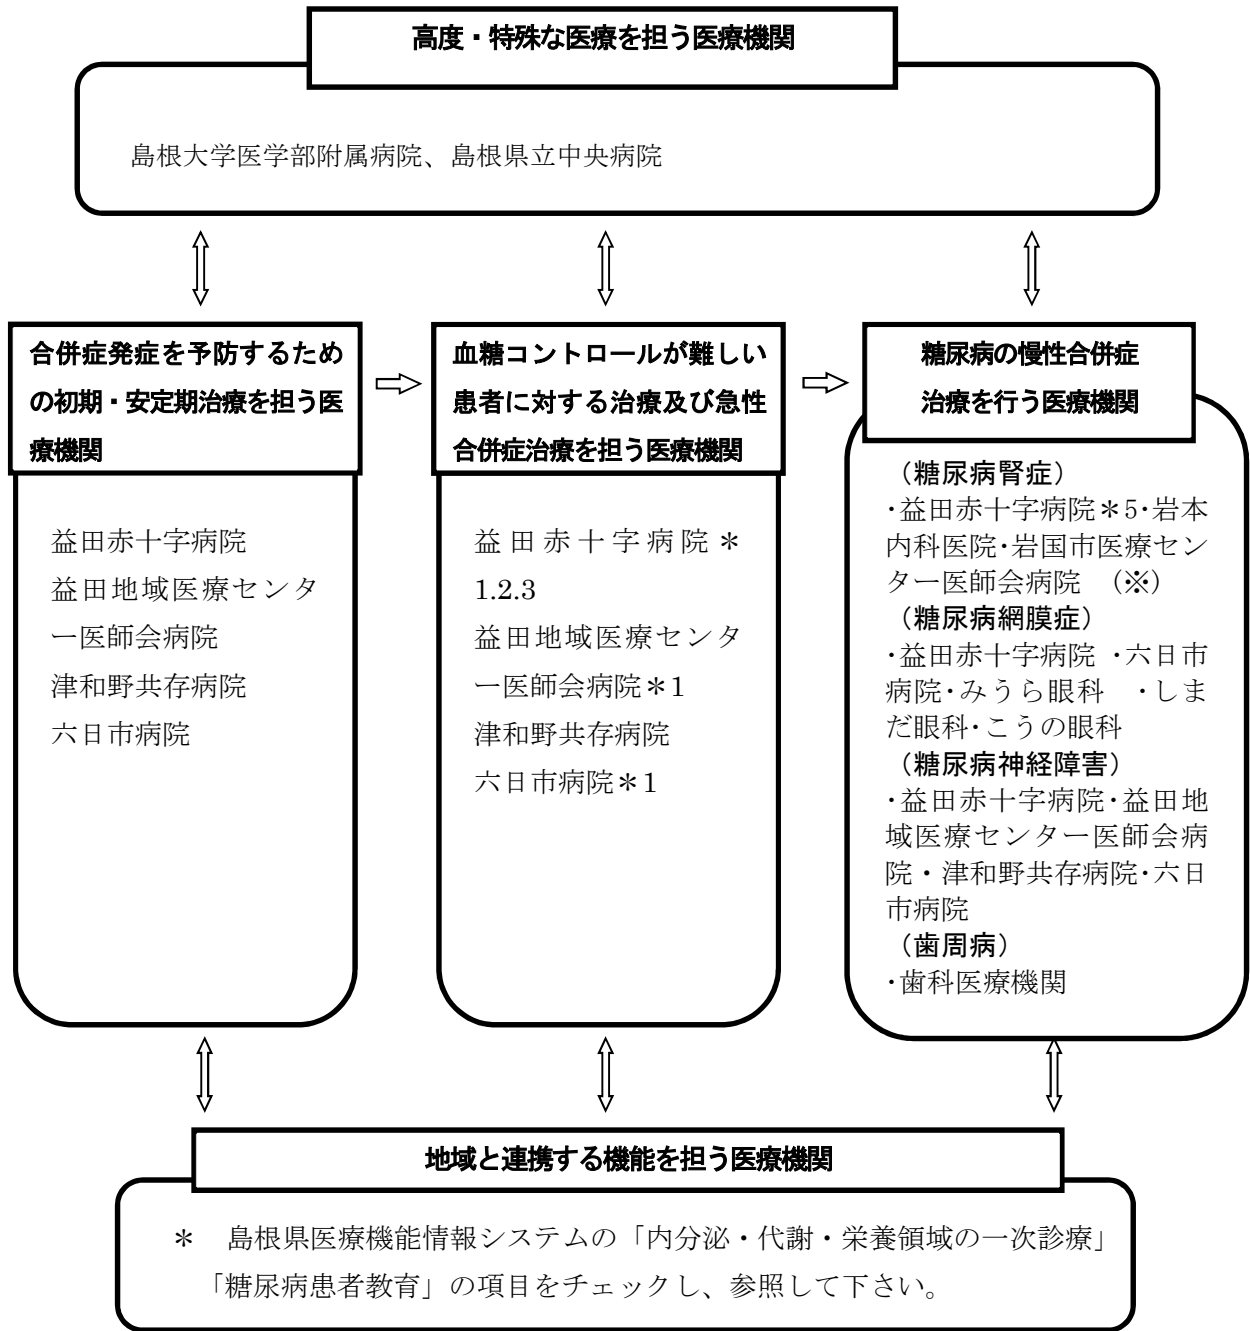 高度・特殊な医療を担う医療機関
島根大学医学部附属病院、島根県立中央病院
合併症発症を予防するため
の初期・安定期治療を担う医
療機関
益田赤十字病院
益田地域医療センタ
ー医師会病院
津和野共存病院
六日市病院
血糖コントロールが難しい
患者に対する治療及び急性
合併症治療を担う医療機関
益田赤十字病院＊
1.2.3
益田地域医療センタ
ー医師会病院＊1
津和野共存病院
六日市病院＊1
糖尿病の慢性合併症
治療を行う医療機関
（糖尿病腎症）
・益田赤十字病院＊5・岩本
内科医院・岩国市医療セン
ター医師会病院　（※）
（糖尿病網膜症）
・益田赤十字病院 ・六日市
病院・みうら眼科　・しま
だ眼科・こうの眼科
（糖尿病神経障害）
・益田赤十字病院・益田地
域医療センター医師会病
院・津和野共存病院・六日
市病院
（歯周病）
・歯科医療機関
地域と連携する機能を担う医療機関
＊　島根県医療機能情報システムの「内分泌・代謝・栄養領域の一次診療」
「糖尿病患者教育」の項目をチェックし、参照して下さい。